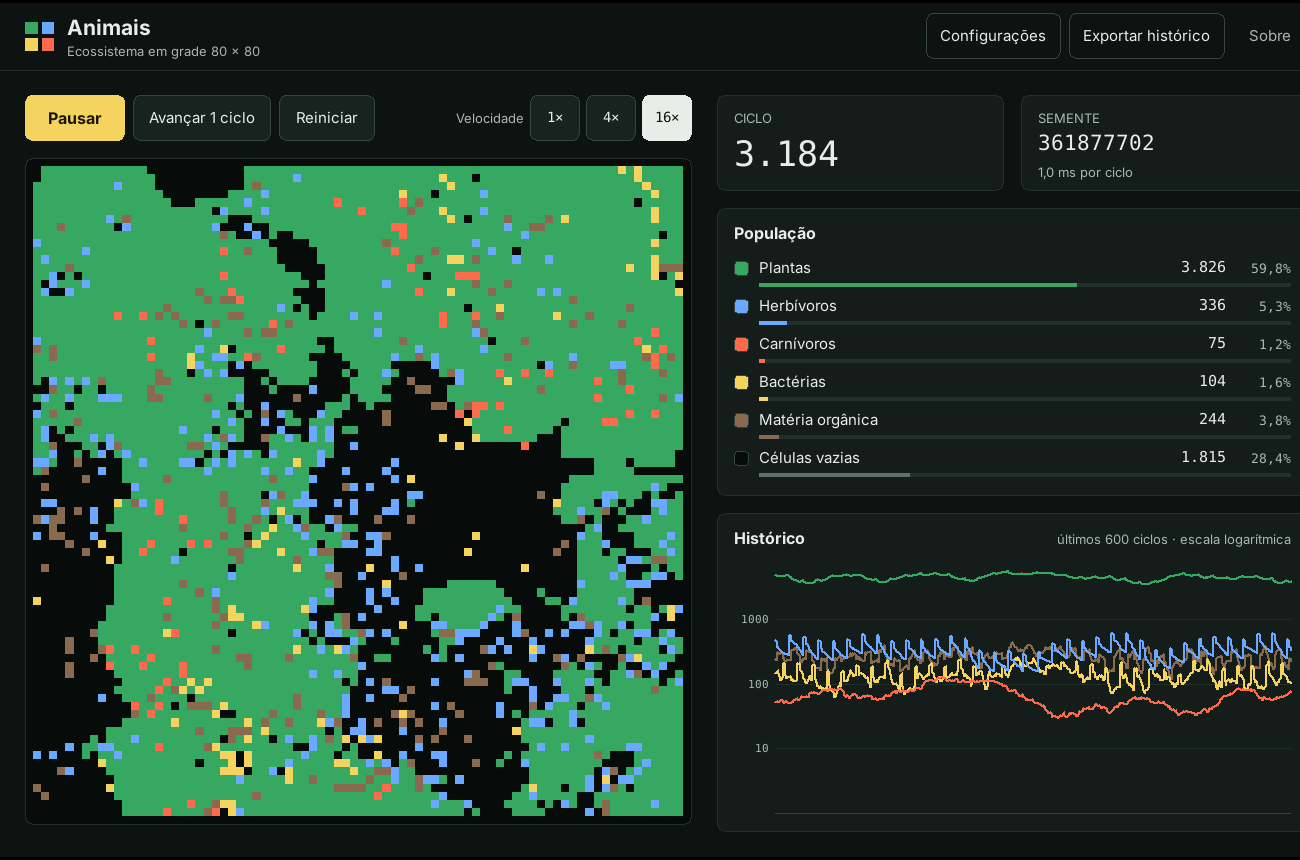 Animais
Ecossistema em grade 80 × 80
Configurações
Exportar histórico
Sobre
Pausar
Avançar 1 ciclo
Reiniciar
Velocidade
1×
4×
16×
CICLO
3.184
SEMENTE
361877702
1,0 ms por ciclo
População
Plantas 3.826 59,8%
Herbívoros 336 5,3%
Carnívoros 75 1,2%
Bactérias 104 1,6%
Matéria orgânica 244 3,8%
Células vazias 1.815 28,4%
Histórico
últimos 600 ciclos · escala logarítmica
1000
100
10